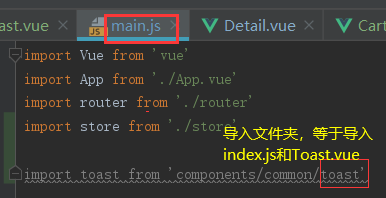 ast.vue
main.js
Detail.vue
Cart
import Vue from 'vue'
import App from './App.vue'
import router from './router'
import store from './store'
导入文件夹，等于导入
index.js和Toast.vue
import toast from 'components/common/toast'